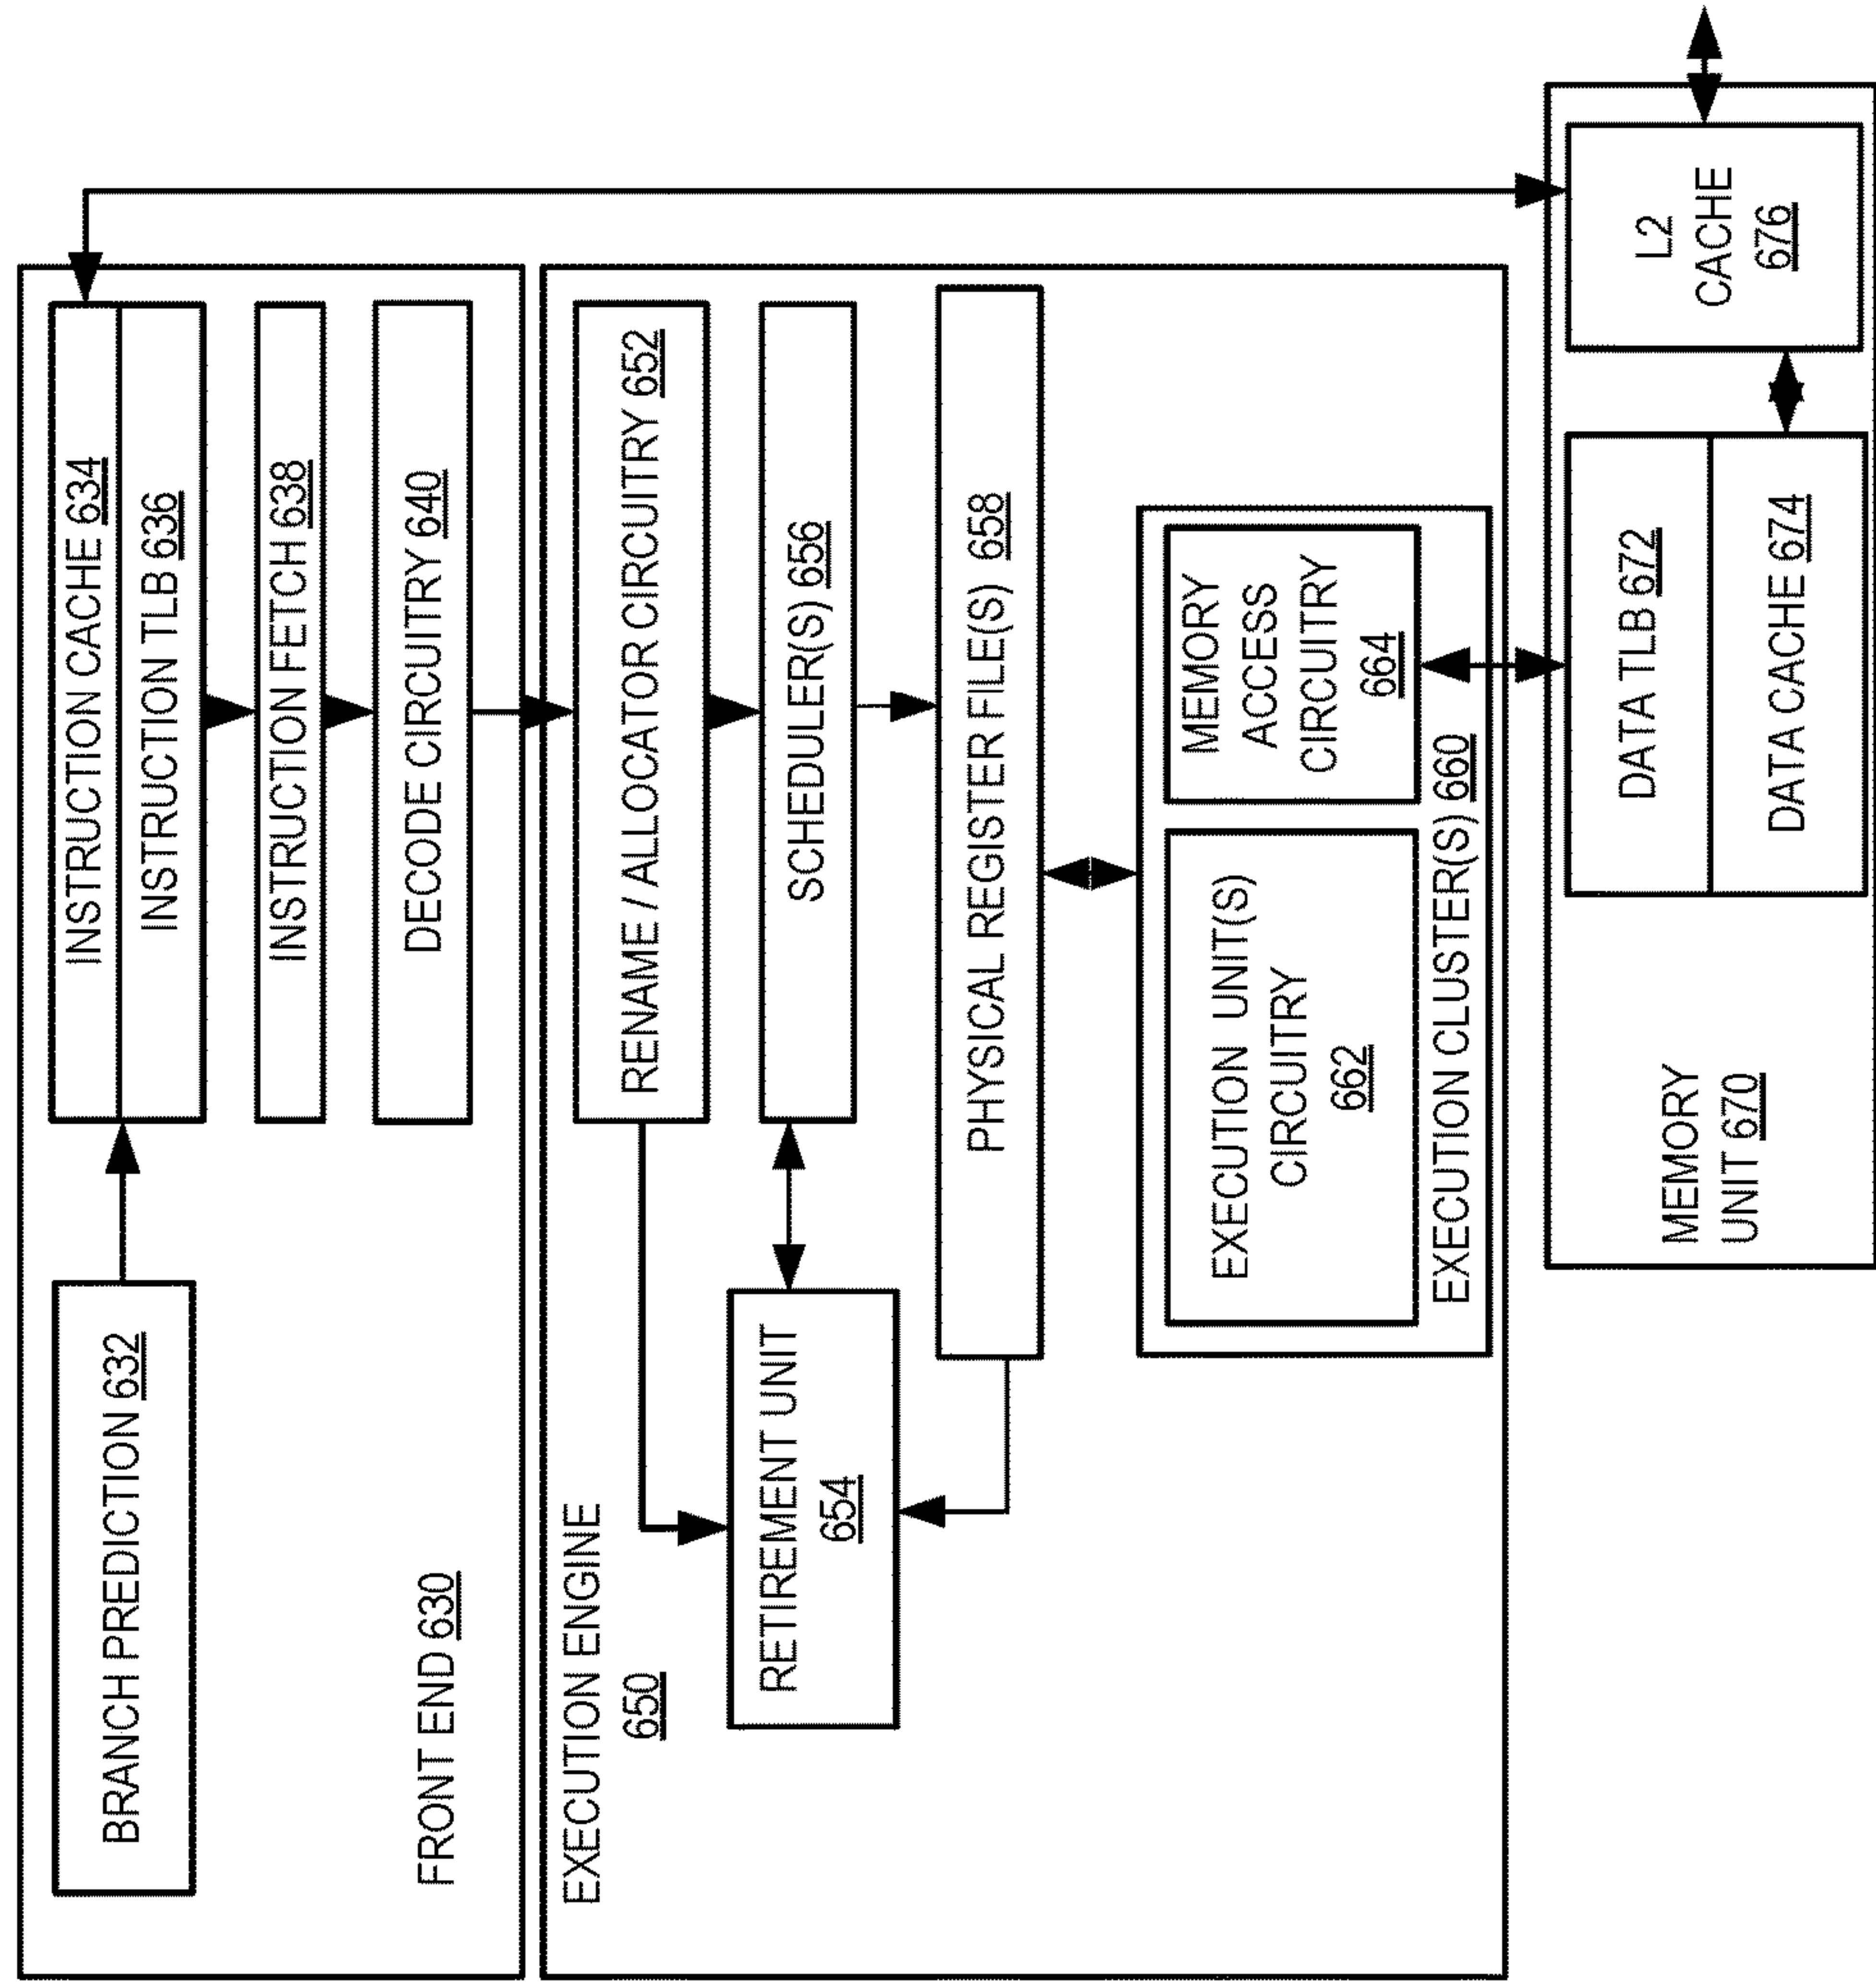 BRANCH PREDICTION 632
INSTRUCTION CACHE 634
INSTRUCTION TLB 636
INSTRUCTION FETCH 638
DECODE CIRCUITRY 640
FRONT END 630
EXECUTION ENGINE
650
RENAME / ALLOCATOR CIRCUITRY 652
RETIREMENT UNIT
654
SCHEDULER(S) 656
PHYSICAL REGISTER FILE(S) 658
EXECUTION UNIT(S)
CIRCUITRY
662
MEMORY
ACCESS
CIRCUITRY
664
EXECUTION CLUSTER(S) 660
MEMORY
UNIT 670
DATA TLB 672
DATA CACHE 674
L2
CACHE
676